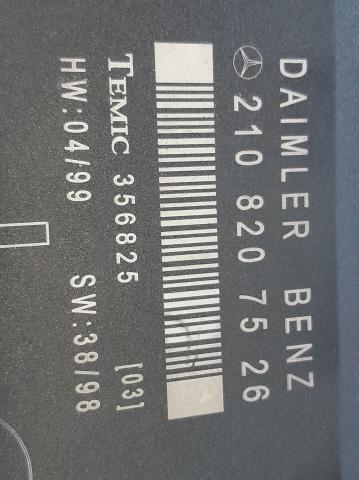 DAIMLER BENZ
210 820 75 26
TEMIC 356825 [03]
HW:04/99 SW:38/98